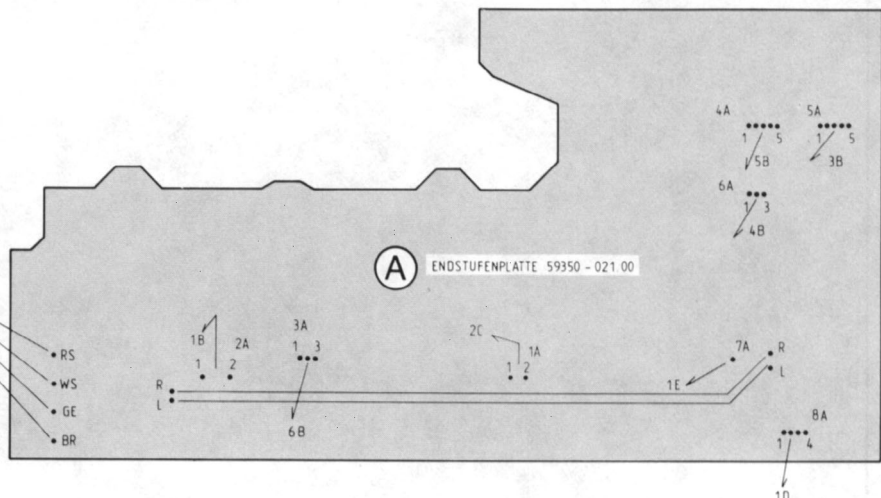 4A
5A
1 5
1 5
5B
3B
6A
1 3
4B
A
ENDSTUFENPLATTE 59350-021.00
1B
2A
3A
1 2
1 3
2C
1A
1 2
7A
R
L
1E
RS
WS
GE
BR
R
L
6B
8A
1 4
1D